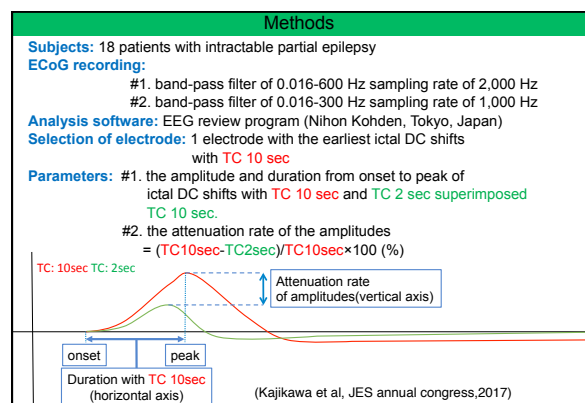 Methods
Subjects: 18 patients with intractable partial epilepsy
ECoG recording:
#1. band-pass filter of 0.016-600 Hz sampling rate of 2,000 Hz
#2. band-pass filter of 0.016-300 Hz sampling rate of 1,000 Hz
Analysis software: EEG review program (Nihon Kohden, Tokyo, Japan)
Selection of electrode: 1 electrode with the earliest ictal DC shifts
with TC 10 sec
Parameters: #1. the amplitude and duration from onset to peak of
ictal DC shifts with TC 10 sec and TC 2 sec superimposed
TC 10 sec.
#2. the attenuation rate of the amplitudes
= (TC10sec-TC2sec)/TC10sec×100 (%)
TC: 10sec TC: 2sec
Attenuation rate
of amplitudes(vertical axis)
onset
peak
Duration with TC 10sec
(horizontal axis)
(Kajikawa et al, JES annual congress,2017)